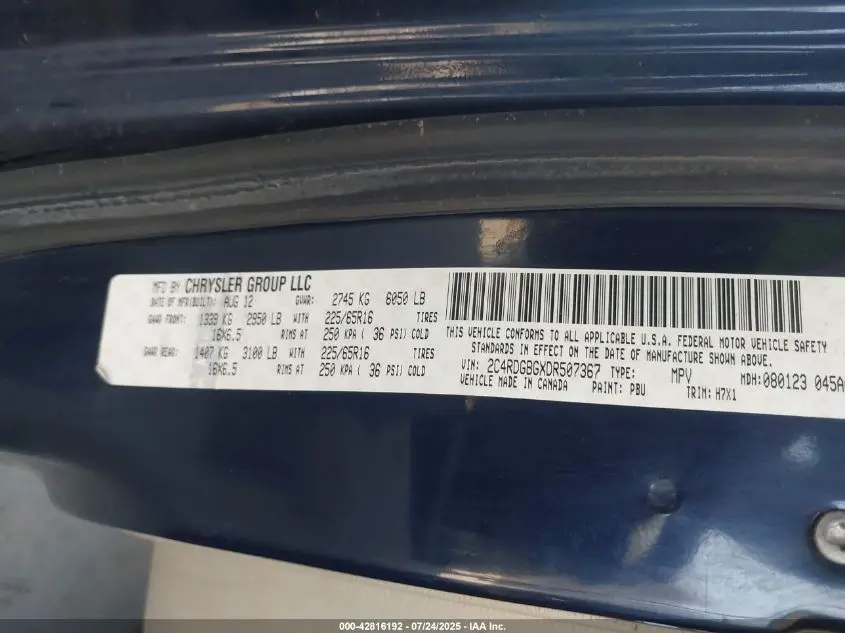 MFD BY CHRYSLER GROUP LLC
DATE OF MFR(BUILT): AUG 12 GVWR: 2745 KG 6050 LB
GAWR FRONT: 1339 KG 2950 LB WITH 225/65R16 TIRES
16X6.5 RIMS AT 250 KPA ( 36 PSI) COLD
GAWR REAR: 1407 KG 3100 LB WITH 225/65R16 TIRES
16X6.5 RIMS AT 250 KPA ( 36 PSI) COLD
THIS VEHICLE CONFORMS TO ALL APPLICABLE U.S.A. FEDERAL MOTOR VEHICLE SAFETY
STANDARDS IN EFFECT ON THE DATE OF MANUFACTURE SHOWN ABOVE.
VIN: 2C4RDGBGXDR507367 TYPE: MPV MDH:080123 045A
VEHICLE MADE IN CANADA PAINT: PBU TRIM: H7X1
000-42816192 - 07/24/2025 - IAA Inc.